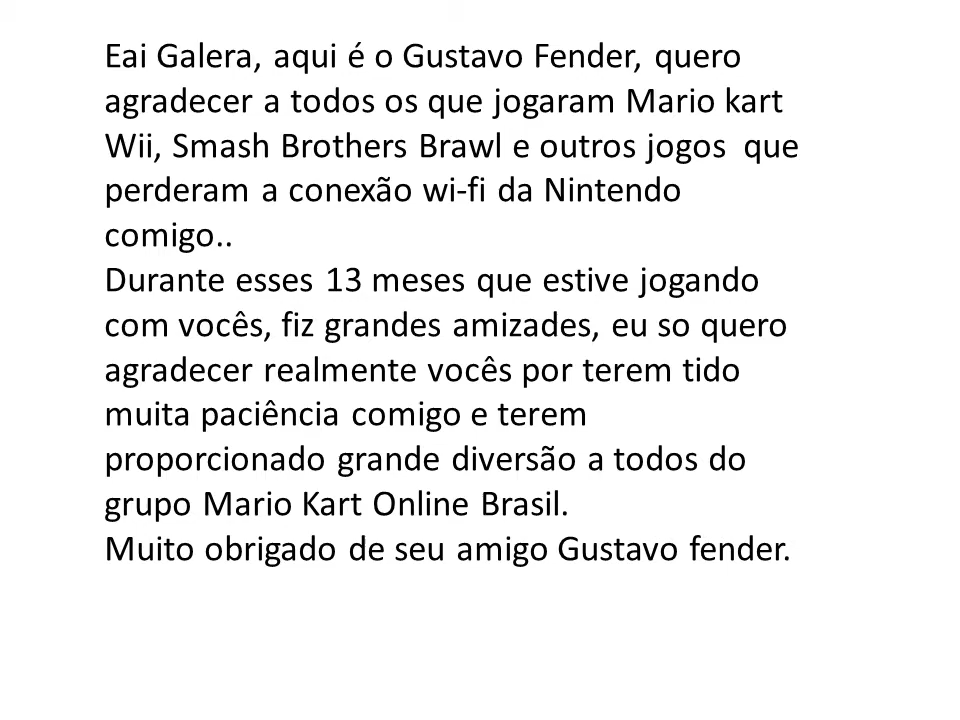 Eai Galera, aqui é o Gustavo Fender, quero
agradecer a todos os que jogaram Mario kart
Wii, Smash Brothers Brawl e outros jogos que
perderam a conexão wi-fi da Nintendo
comigo..
Durante esses 13 meses que estive jogando
com vocês, fiz grandes amizades, eu so quero
agradecer realmente vocês por terem tido
muita paciência comigo e terem
proporcionado grande diversão a todos do
grupo Mario Kart Online Brasil.
Muito obrigado de seu amigo Gustavo fender.